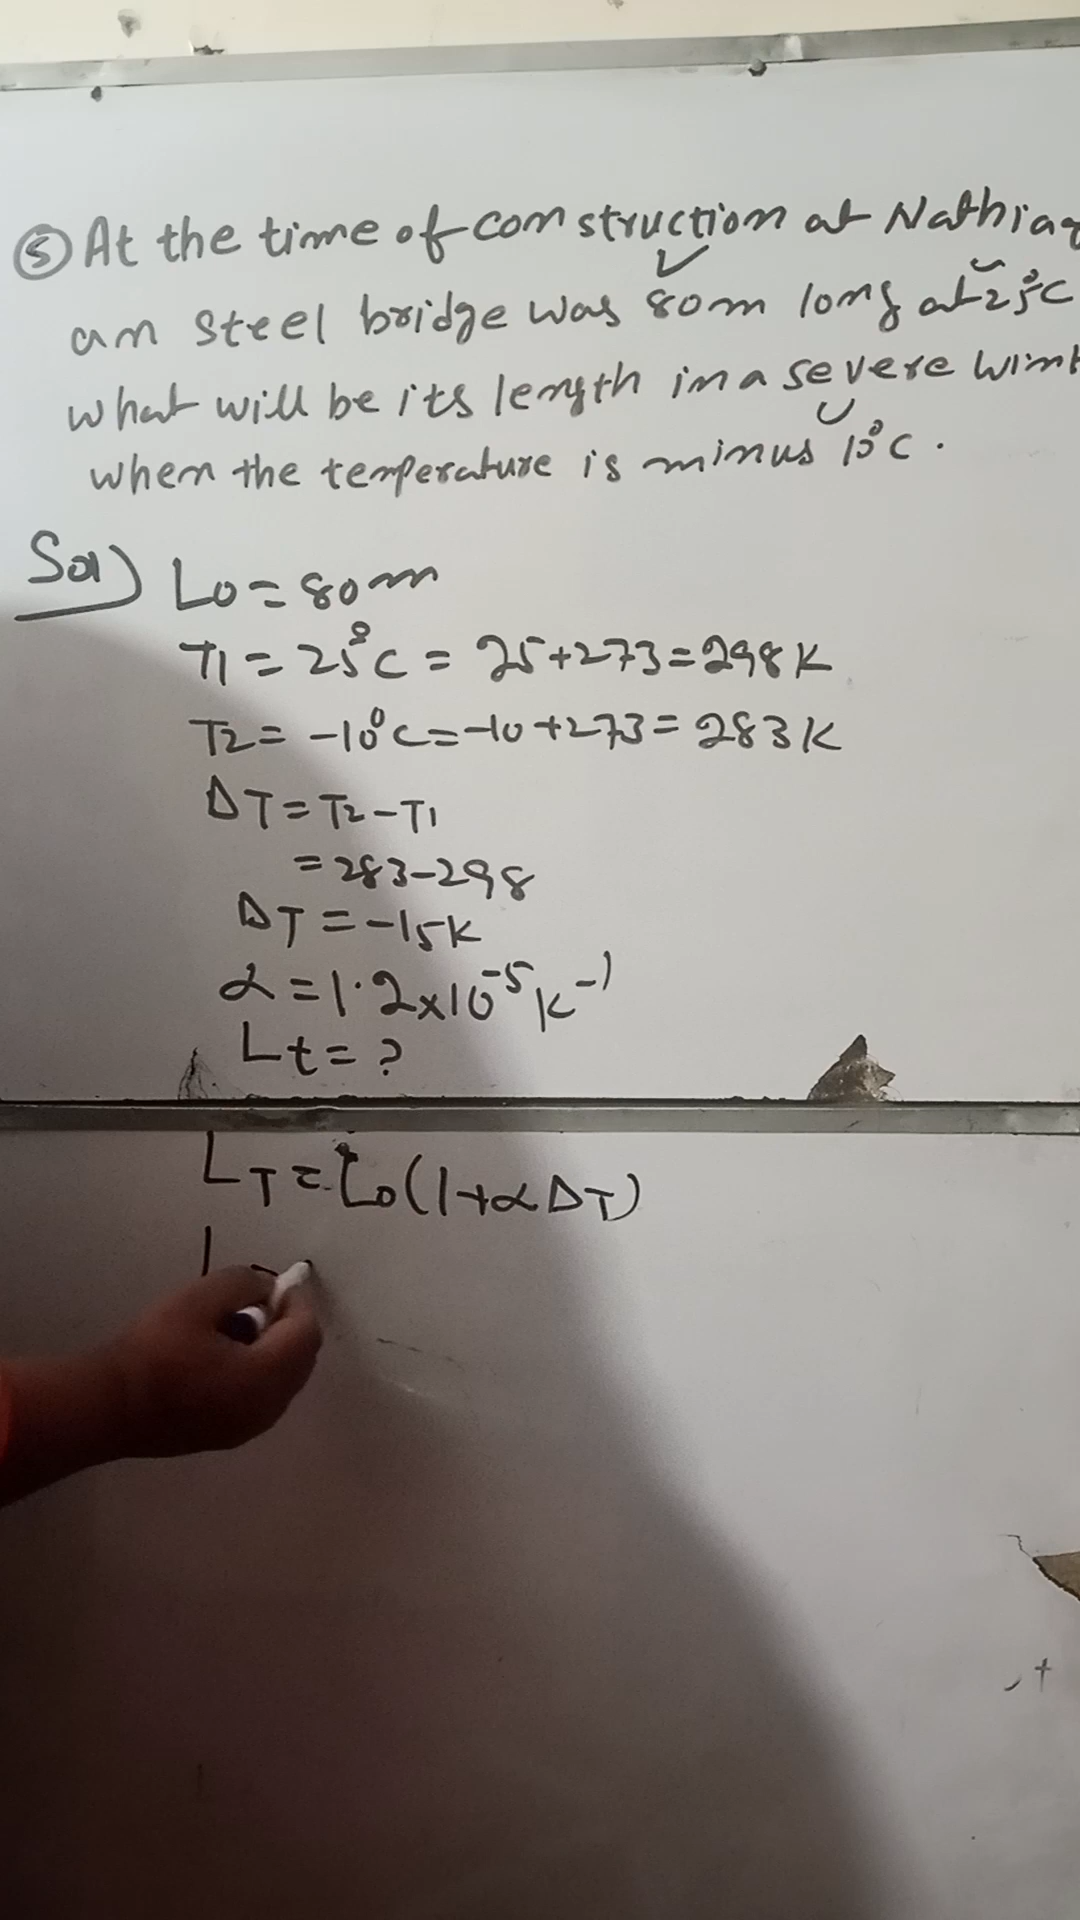 ⑤ At the time of construction at Nathiag
an steel bridge was 80m long at 25°C
what will be its length in a severe wint
when the temperature is minus 10°C.
Sol) Lo = 80m
T1 = 25°C = 25+273 = 298K
T2 = -10°C = -10+273 = 283K
ΔT = T2 - T1
= 283-298
ΔT = -15K
α = 1.2x10⁻⁵ K⁻¹
Lt = ?
LT = Lo(1+αΔT)
L